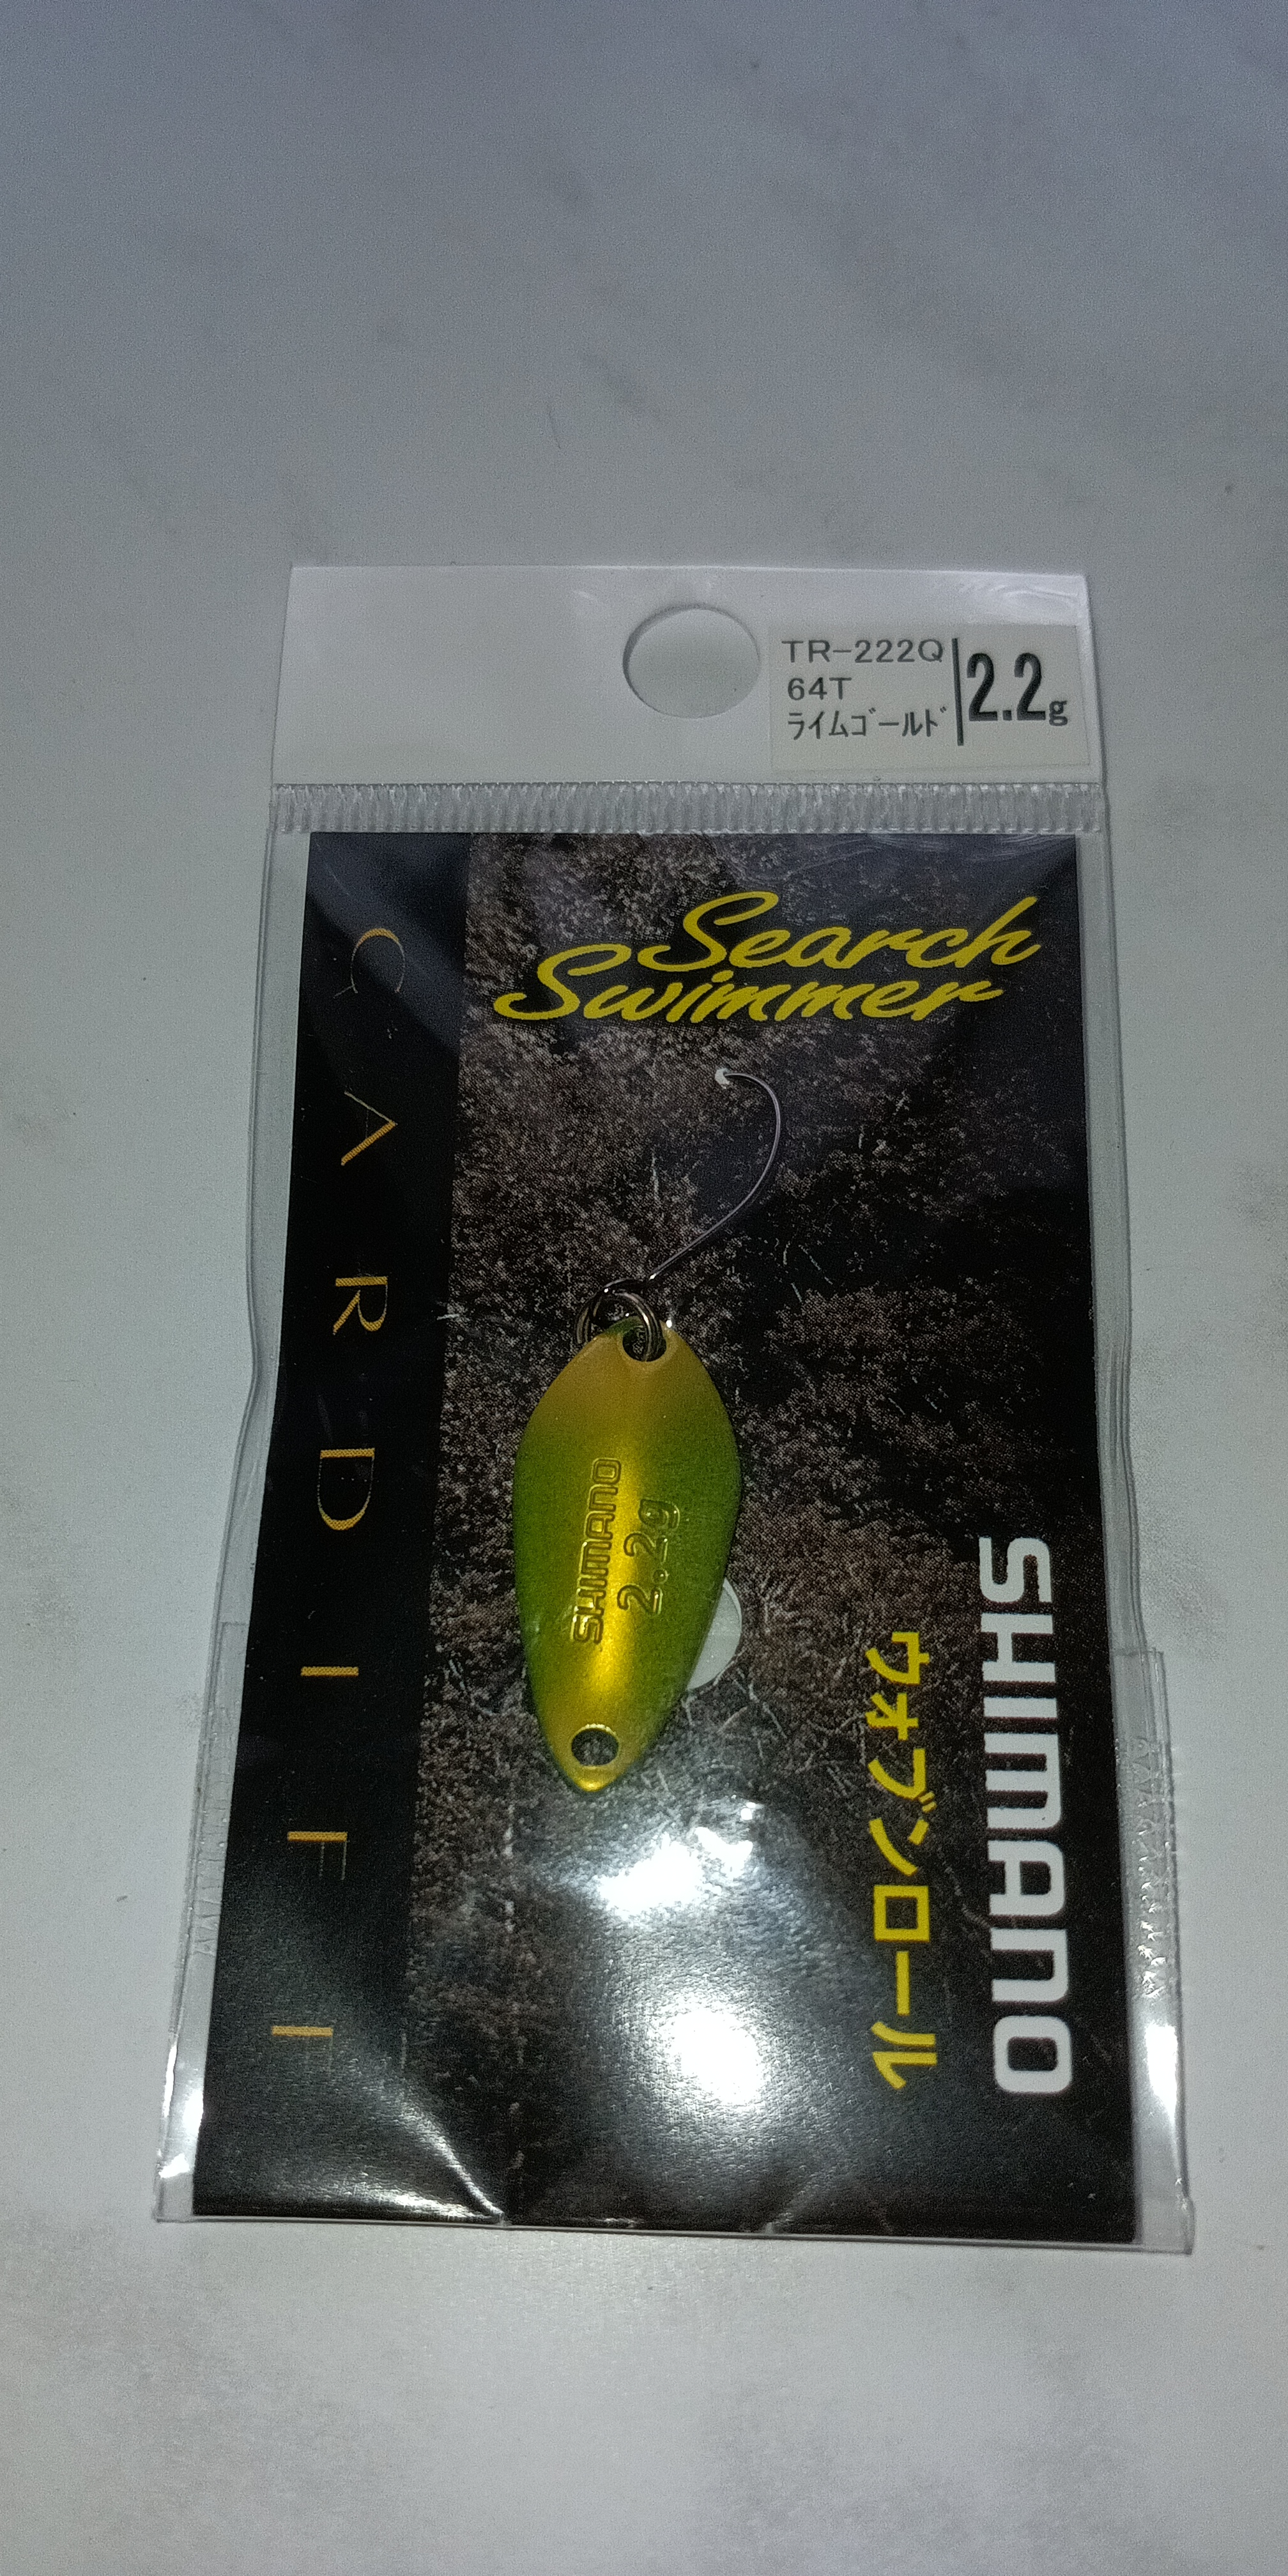 TR-222Q
64T
ライムゴールド
2.2g
Search
Swimmer
CARDIFF
SHIMANO
2.2g
ウォブンロール
SHIMANO